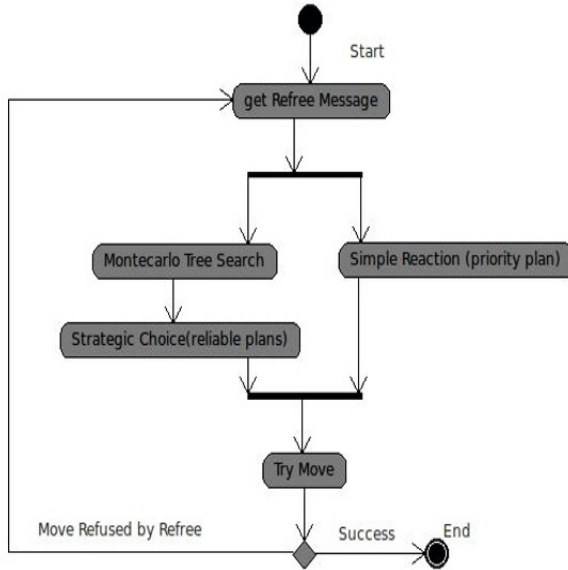 Start
get Refree Message
Montecarlo Tree Search
Simple Reaction (priority plan)
Strategic Choice(reliable plans)
Try Move
Move Refused by Refree
Success
End